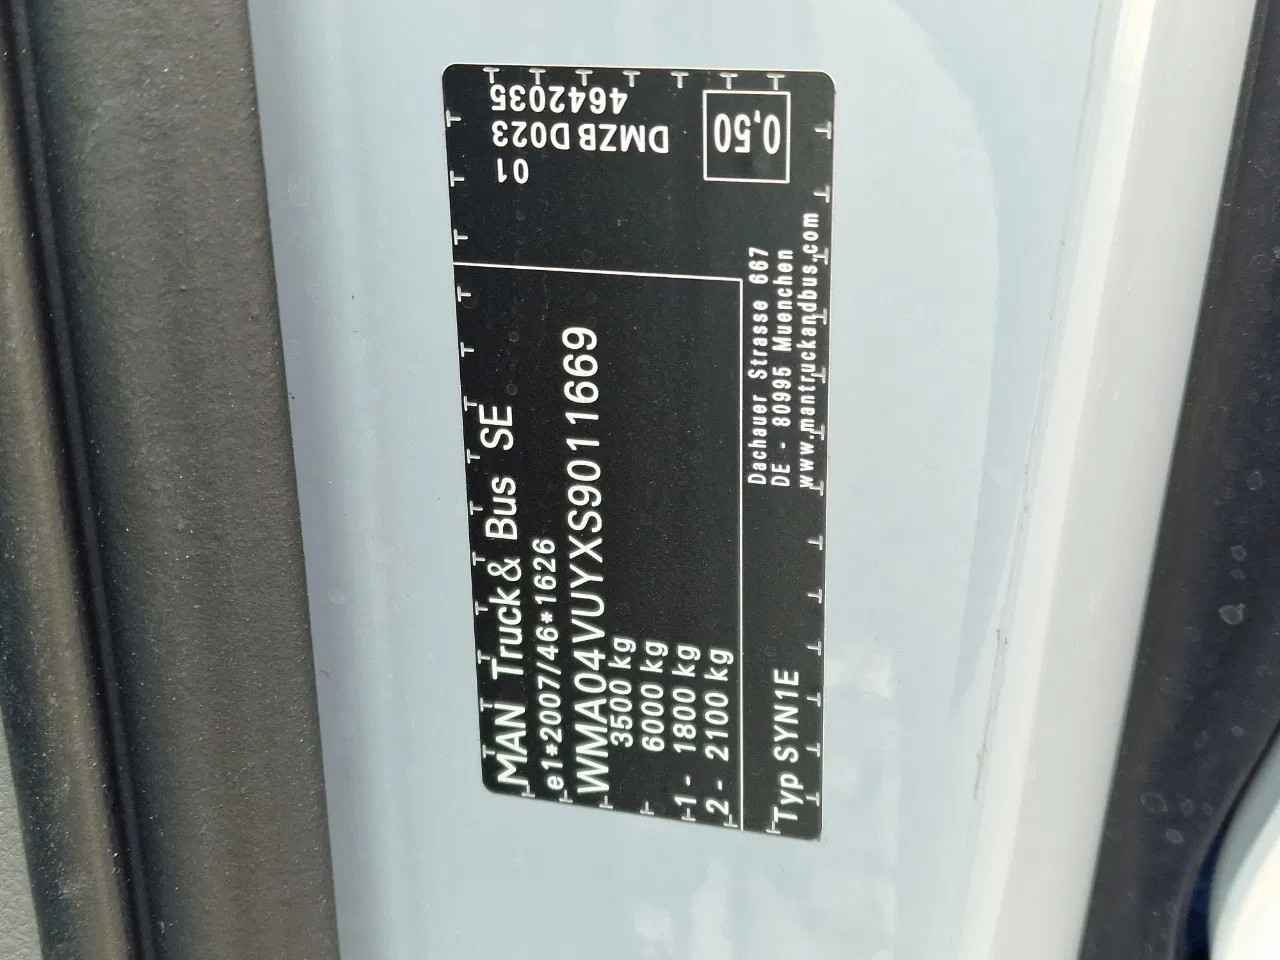 MAN Truck & Bus SE
e1*2007/46*1626
WMA04VUYXS9011669
3500 kg
6000 kg
1 - 1800 kg
2 - 2100 kg
Typ SYN1E
Dachauer Strasse 667
DE - 80995 Muenchen
www.mantruckandbus.com
01
DMZB D023
4642035
0,50